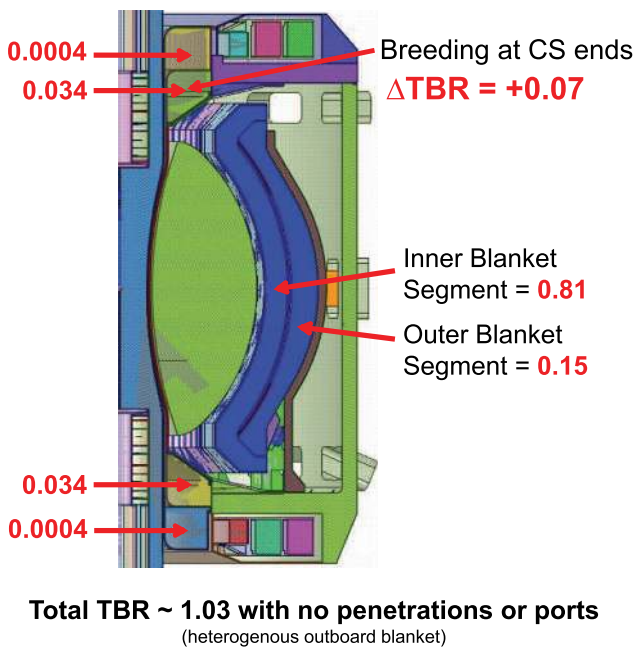 0.0004
0.034
Breeding at CS ends
∆TBR = +0.07
Inner Blanket
Segment = 0.81
Outer Blanket
Segment = 0.15
0.034
0.0004
Total TBR ~ 1.03 with no penetrations or ports
(heterogenous outboard blanket)